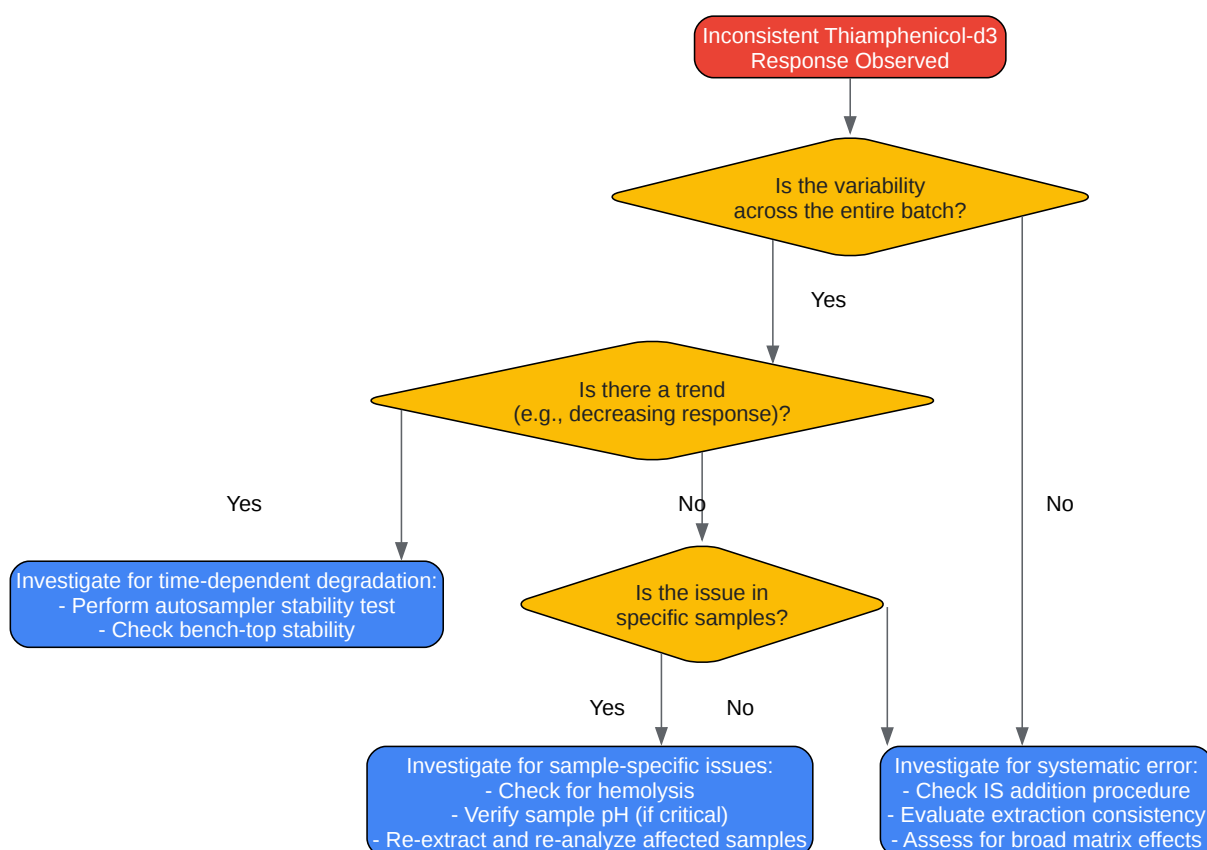 Inconsistent Thiamphenicol-d3
Response Observed
Is the variability
across the entire batch?
Yes
Is there a trend
(e.g., decreasing response)?
Yes
No
No
Investigate for time-dependent degradation:
- Perform autosampler stability test
- Check bench-top stability
Is the issue in
specific samples?
Yes
No
Investigate for sample-specific issues:
- Check for hemolysis
- Verify sample pH (if critical)
- Re-extract and re-analyze affected samples
Investigate for systematic error:
- Check IS addition procedure
- Evaluate extraction consistency
- Assess for broad matrix effects